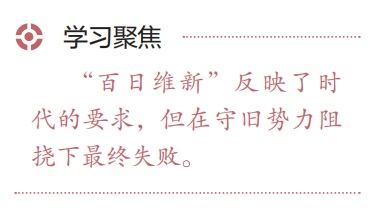 学习聚焦
“百日维新”反映了时
代的要求，但在守旧势力阻
挠下最终失败。